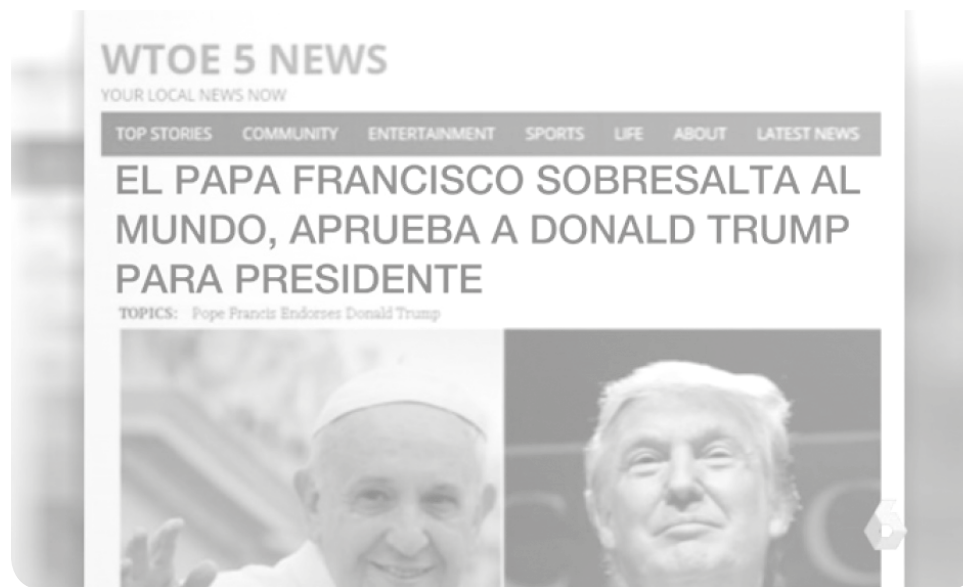 WTOE 5 NEWS
YOUR LOCAL NEWS NOW
TOP STORIES COMMUNITY ENTERTAINMENT SPORTS LIFE ABOUT LATEST NEWS
EL PAPA FRANCISCO SOBRESALTA AL
MUNDO, APRUEBA A DONALD TRUMP
PARA PRESIDENTE
TOPICS: Pope Francis Endorses Donald Trump